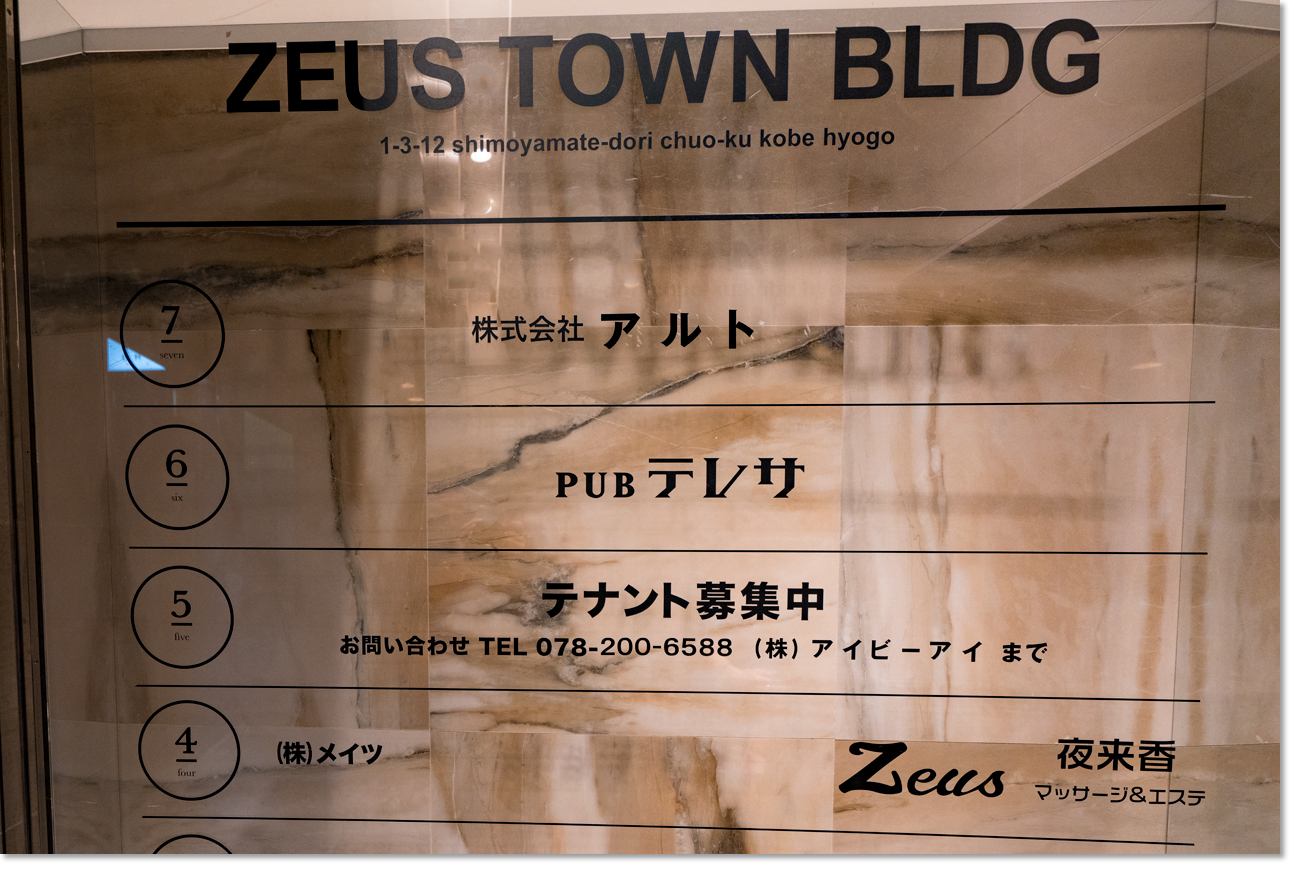 ZEUS TOWN BLDG
1-3-12 shimoyamate-dori chuo-ku kobe hyogo
7
seven
株式会社 アルト
6
six
PUB テレサ
5
five
テナント募集中
お問い合わせ TEL 078-200-6588 (株) アイビーアイ まで
4
four
(株)メイツ
Zeus
夜来香
マッサージ&エステ